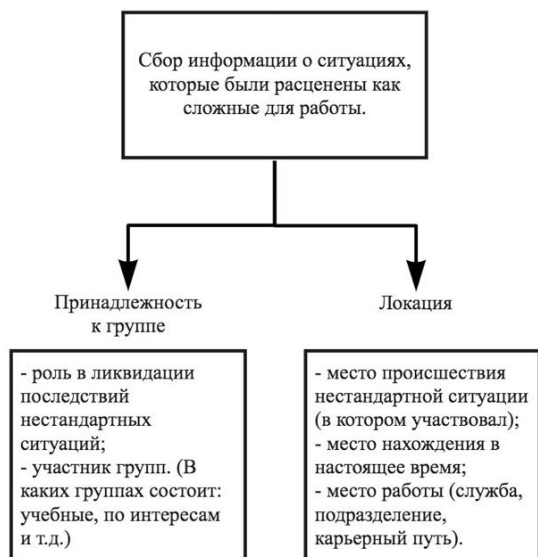 Сбор информации о ситуациях,
которые были расценены как
сложные для работы.
Принадлежность
к группе
- роль в ликвидации
последствий
нестандартных
ситуаций;
- участник групп. (В
каких группах состоит:
учебные, по интересам
и т.д.)
Локация
- место происшествия
нестандартной ситуации
(в котором участвовал);
- место нахождения в
настоящее время;
- место работы (служба,
подразделение,
карьерный путь).